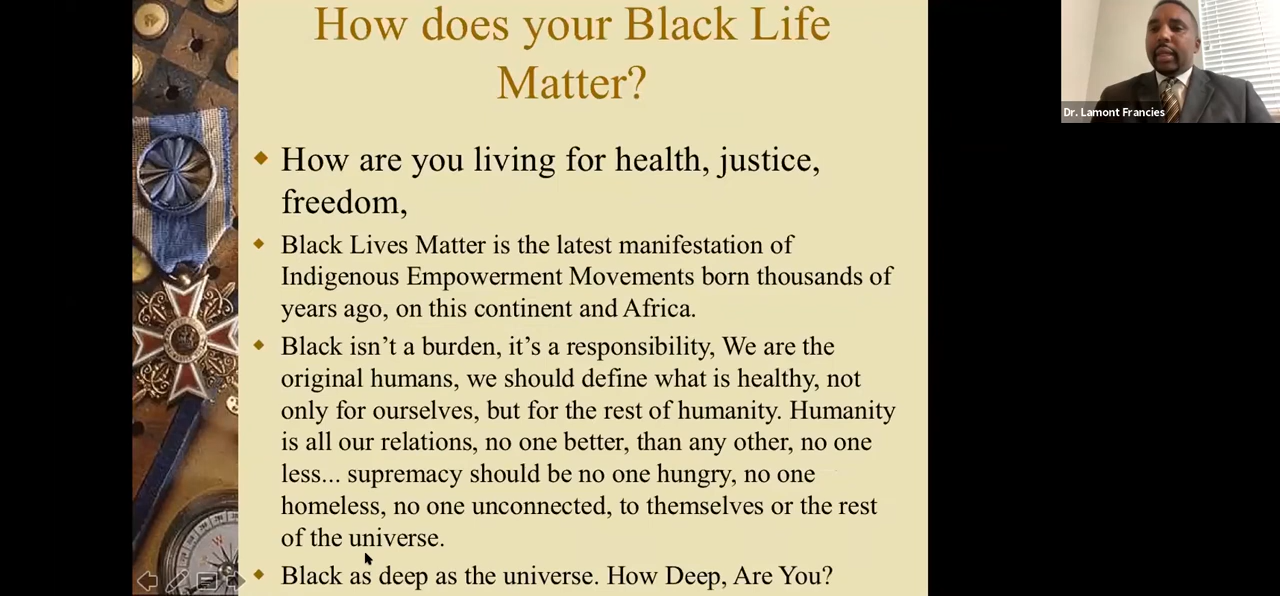 How does your Black Life
Matter?
How are you living for health, justice,
freedom,
Black Lives Matter is the latest manifestation of
Indigenous Empowerment Movements born thousands of
years ago, on this continent and Africa.
Black isn't a burden, it's a responsibility, We are the
original humans, we should define what is healthy, not
only for ourselves, but for the rest of humanity. Humanity
is all our relations, no one better, than any other, no one
less... supremacy should be no one hungry, no one
homeless, no one unconnected, to themselves or the rest
of the universe.
Black as deep as the universe. How Deep, Are You?
Dr. Lamont Francies